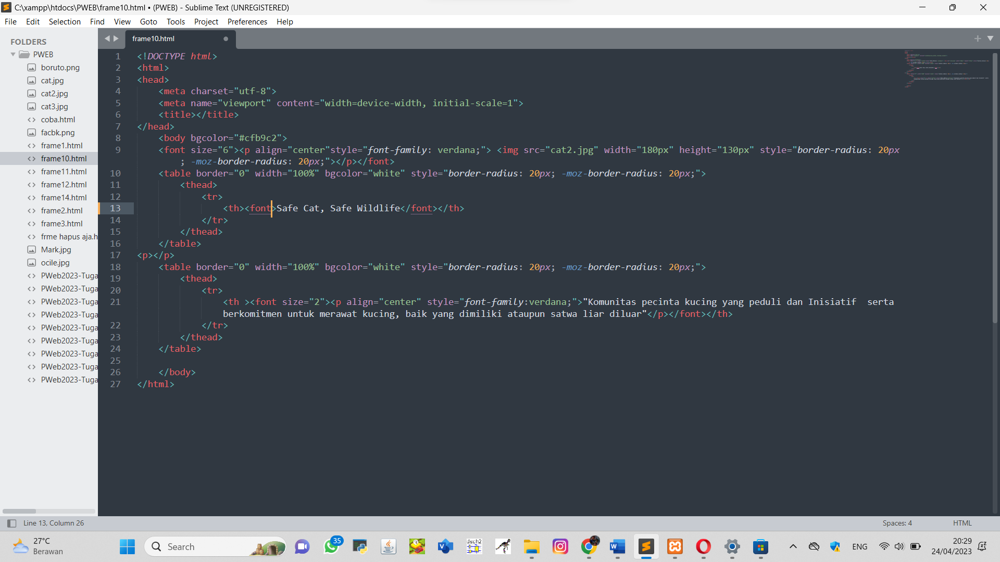 C:\xampp\htdocs\PWEB\frame10.html • (PWEB) - Sublime Text (UNREGISTERED)
File Edit Selection Find View Goto Tools Project Preferences Help
FOLDERS
PWEB
boruto.png
cat.jpg
cat2.jpg
cat3.jpg
coba.html
facbk.png
frame1.html
frame10.html
frame11.html
frame12.html
frame14.html
frame2.html
frame3.html
frme hapus aja.h
Mark.jpg
ocile.jpg
PWeb2023-Tuga
PWeb2023-Tuga
PWeb2023-Tuga
PWeb2023-Tuga
PWeb2023-Tuga
PWeb2023-Tuga
PWeb2023-Tuga
PWeb2023-Tuga
PWeb2023-Tuga
frame10.html
1 <!DOCTYPE html>
2 <html>
3 <head>
4 <meta charset="utf-8">
5 <meta name="viewport" content="width=device-width, initial-scale=1">
6 <title></title>
7 </head>
8 <body bgcolor="#cfb9c2">
9 <font size="6"><p align="center"style="font-family: verdana;"> <img src="cat2.jpg" width="180px" height="130px" style="border-radius: 20px
; -moz-border-radius: 20px;"></p></font>
10 <table border="0" width="100%" bgcolor="white" style="border-radius: 20px; -moz-border-radius: 20px;">
11 <thead>
12 <tr>
13 <th><font>Safe Cat, Safe Wildlife</font></th>
14 </tr>
15 </thead>
16 </table>
17 <p></p>
18 <table border="0" width="100%" bgcolor="white" style="border-radius: 20px; -moz-border-radius: 20px;">
19 <thead>
20 <tr>
21 <th ><font size="2"><p align="center" style="font-family:verdana;">"Komunitas pecinta kucing yang peduli dan Inisiatif  serta
berkomitmen untuk merawat kucing, baik yang dimiliki ataupun satwa liar diluar"</p></font></th>
22 </tr>
23 </thead>
24 </table>
25
26 </body>
27 </html>
Line 13, Column 26
Spaces: 4
HTML
27°C
Berawan
Search
35
dsch2
ENG
20:29
24/04/2023